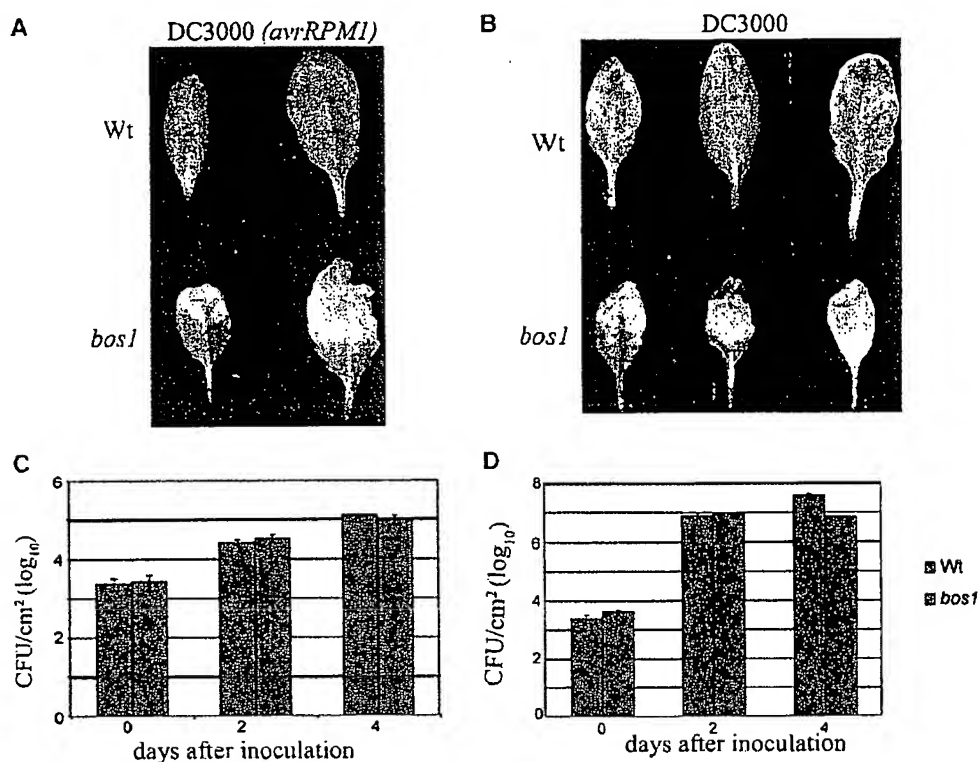 A
DC3000 (avrRPM1)
Wt
bos1
B
DC3000
Wt
bos1
C
6
4
2
0
CFU/cm² (log₁₀)
0 2 4
days after inoculation
D
8
6
4
2
0
CFU/cm² (log₁₀)
0 2 4
days after inoculation
Wt
bos1